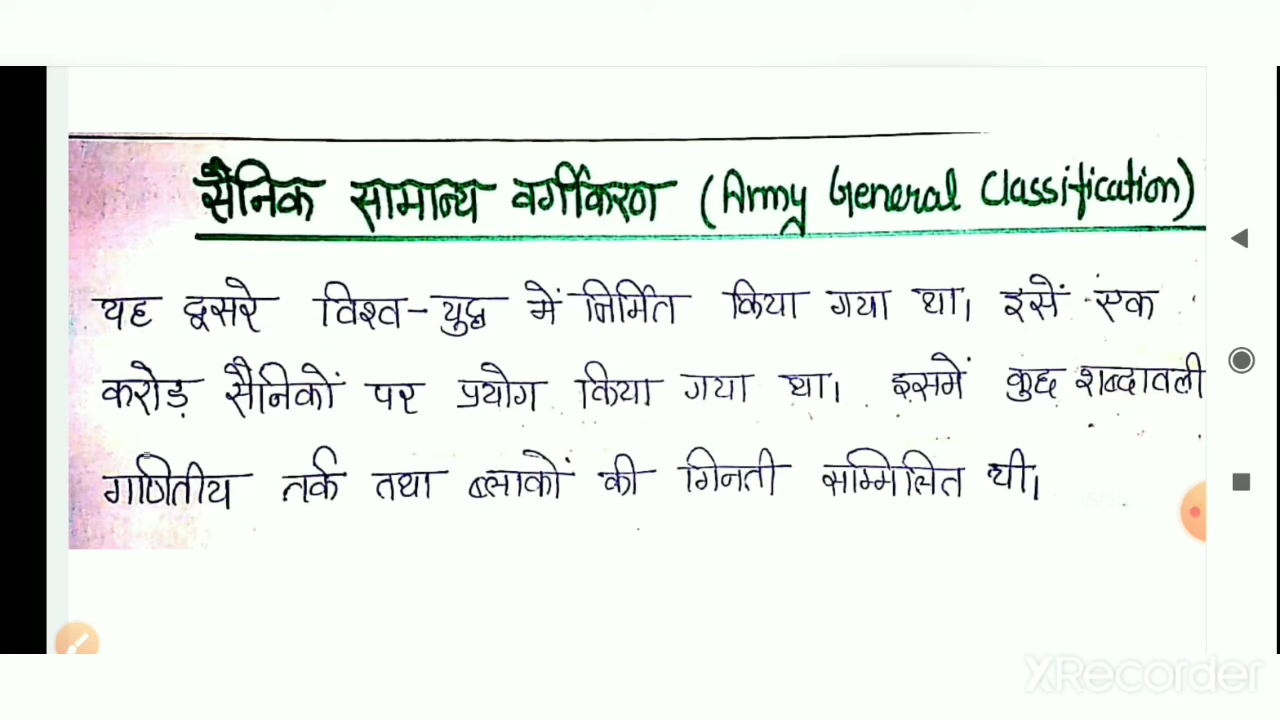 सैनिक सामान्य वर्गीकरण (Army General Classification)
यह दूसरे विश्व-युद्ध में निर्मित किया गया था। इसें एक
करोड़ सैनिकों पर प्रयोग किया गया था। इसमें कुछ शब्दावली
गणितीय तर्क तथा ब्लाकों की गिनती सम्मिलित थी।
XRecorder